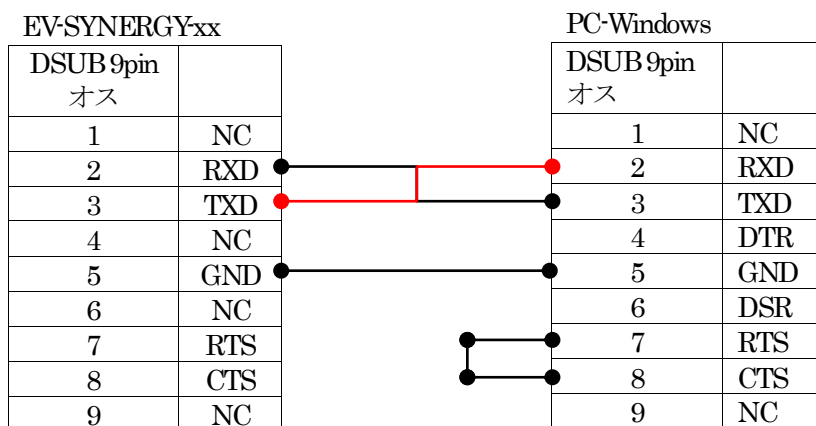 EV-SYNERGY-xx
DSUB 9pin
オス
1 NC
2 RXD
3 TXD
4 NC
5 GND
6 NC
7 RTS
8 CTS
9 NC
PC-Windows
DSUB 9pin
オス
1 NC
2 RXD
3 TXD
4 DTR
5 GND
6 DSR
7 RTS
8 CTS
9 NC